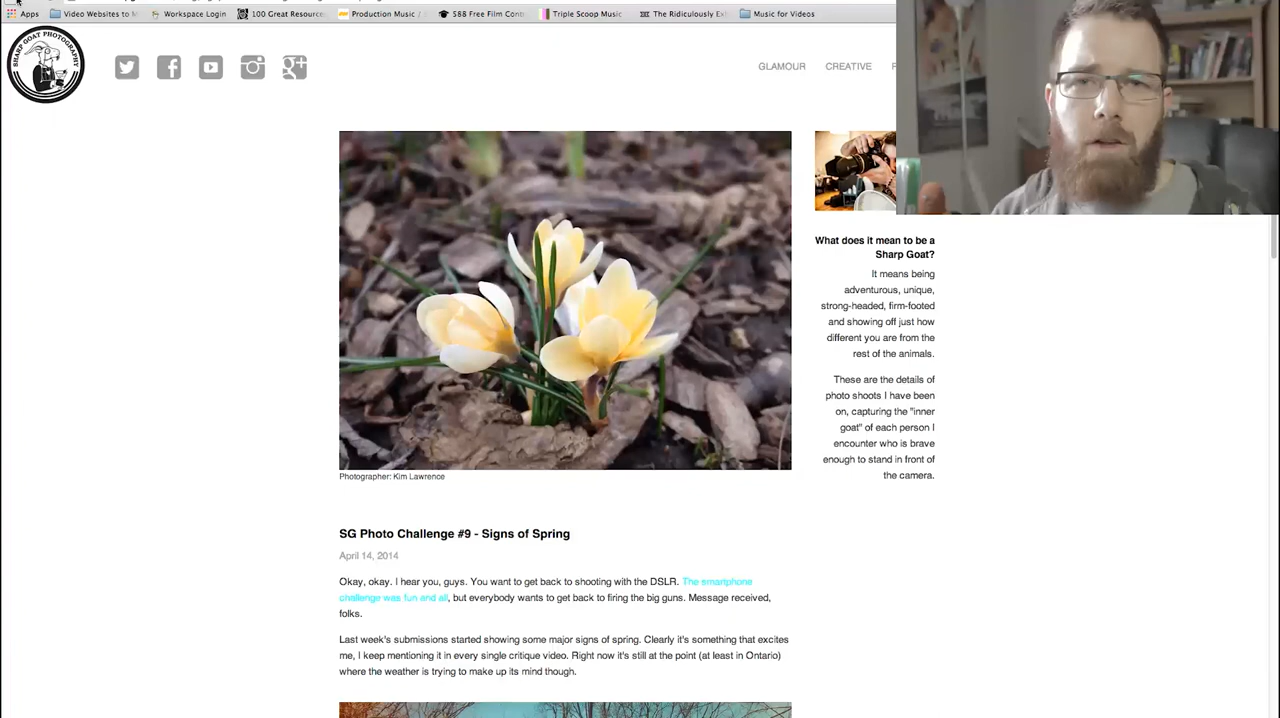 Apps
Video Websites to M
Workspace Login
100 Great Resource
Production Music /
588 Free Film Cont
Triple Scoop Music
The Ridiculously Ex
Music for Videos
SHARP GOAT PHOTOGRAPHY
GLAMOUR
CREATIVE
What does it mean to be a
Sharp Goat?
It means being
adventurous, unique,
strong-headed, firm-footed
and showing off just how
different you are from the
rest of the animals.
These are the details of
photo shoots I have been
on, capturing the "inner
goat" of each person I
encounter who is brave
enough to stand in front of
the camera.
Photographer: Kim Lawrence
SG Photo Challenge #9 - Signs of Spring
April 14, 2014
Okay, okay. I hear you, guys. You want to get back to shooting with the DSLR. The smartphone
challenge was fun and all, but everybody wants to get back to firing the big guns. Message received,
folks.
Last week's submissions started showing some major signs of spring. Clearly it's something that excites
me, I keep mentioning it in every single critique video. Right now it's still at the point (at least in Ontario)
where the weather is trying to make up its mind though.